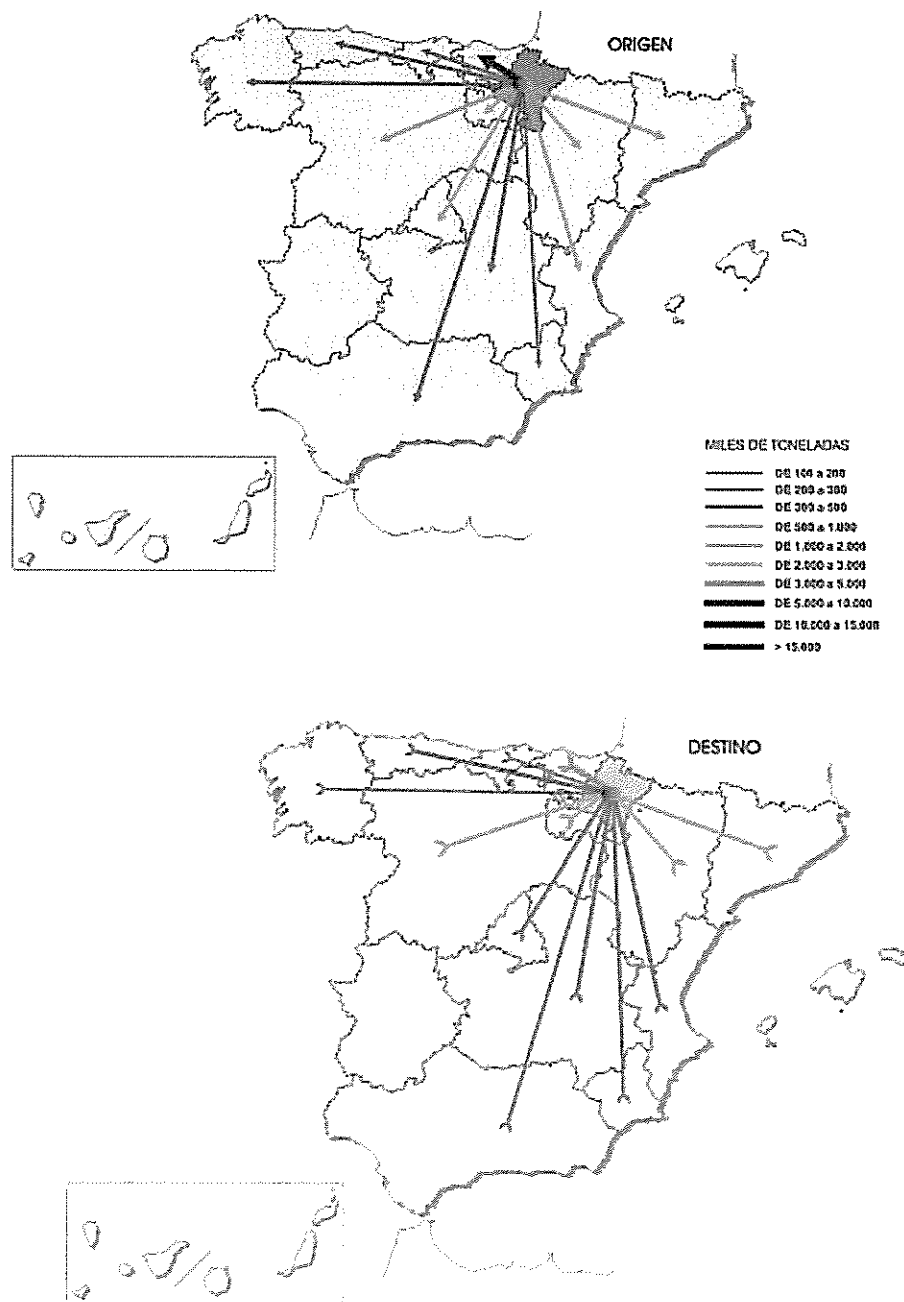 ORIGEN
MILES DE TONELADAS
DE 100 a 200
DE 200 a 300
DE 300 a 500
DE 500 a 1.000
DE 1.000 a 2.000
DE 2.000 a 3.000
DE 3.000 a 5.000
DE 5.000 a 10.000
DE 10.000 a 15.000
> 15.000
DESTINO